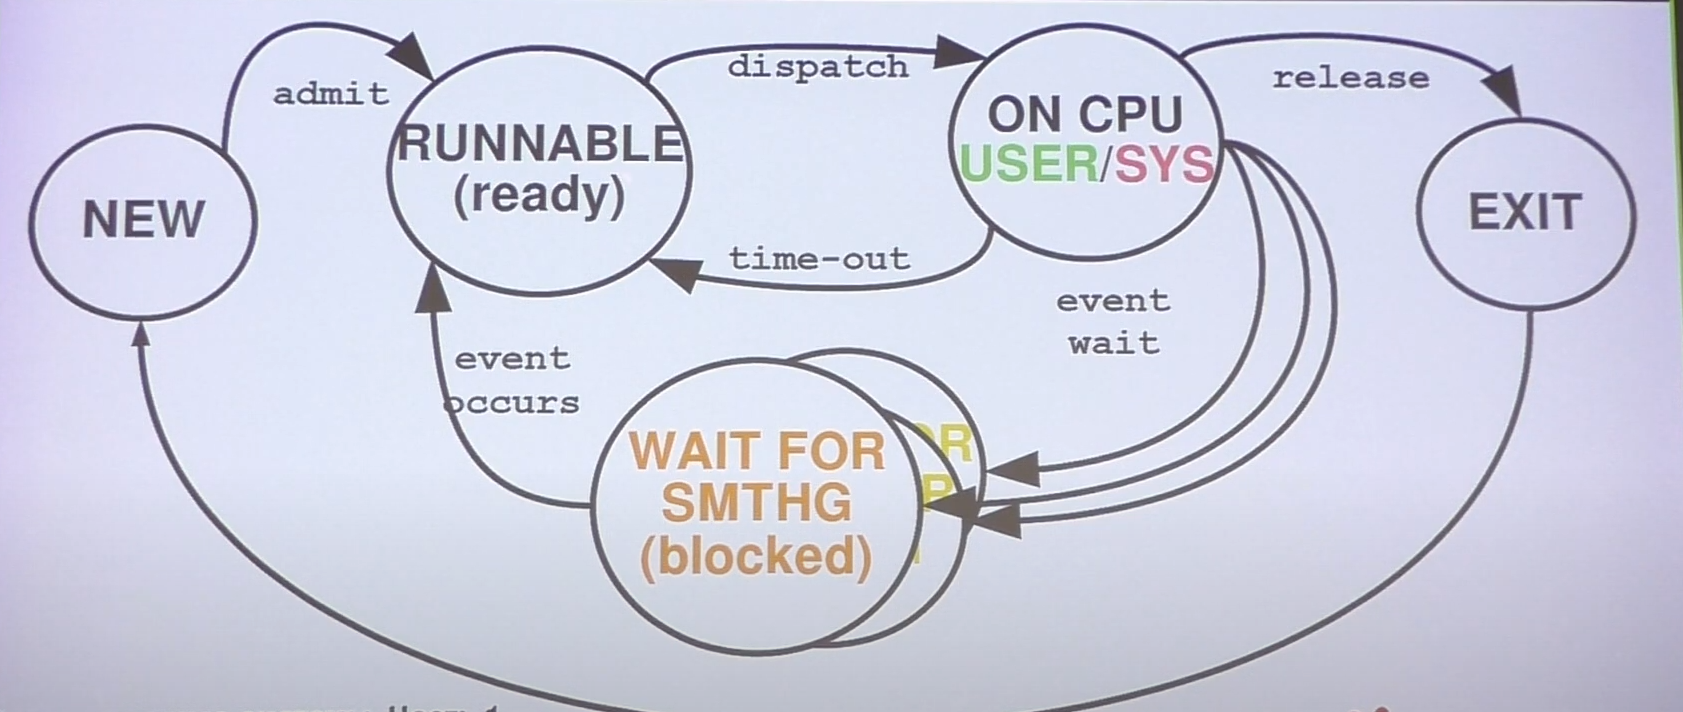 admit
dispatch
release
NEW
RUNNABLE
(ready)
ON CPU
USER/SYS
EXIT
time-out
event
wait
event
occurs
WAIT FOR
SMTHG
(blocked)